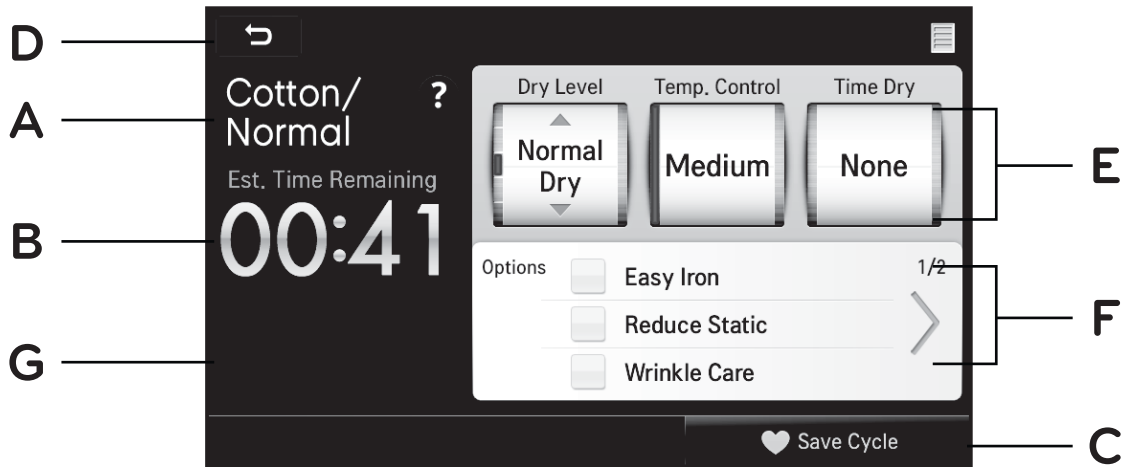 D
A
B
G
Cotton/
Normal
?
Est. Time Remaining
00:41
Dry Level
Normal
Dry
Temp. Control
Medium
Time Dry
None
E
Options
1/2
Easy Iron
Reduce Static
Wrinkle Care
F
Save Cycle
C